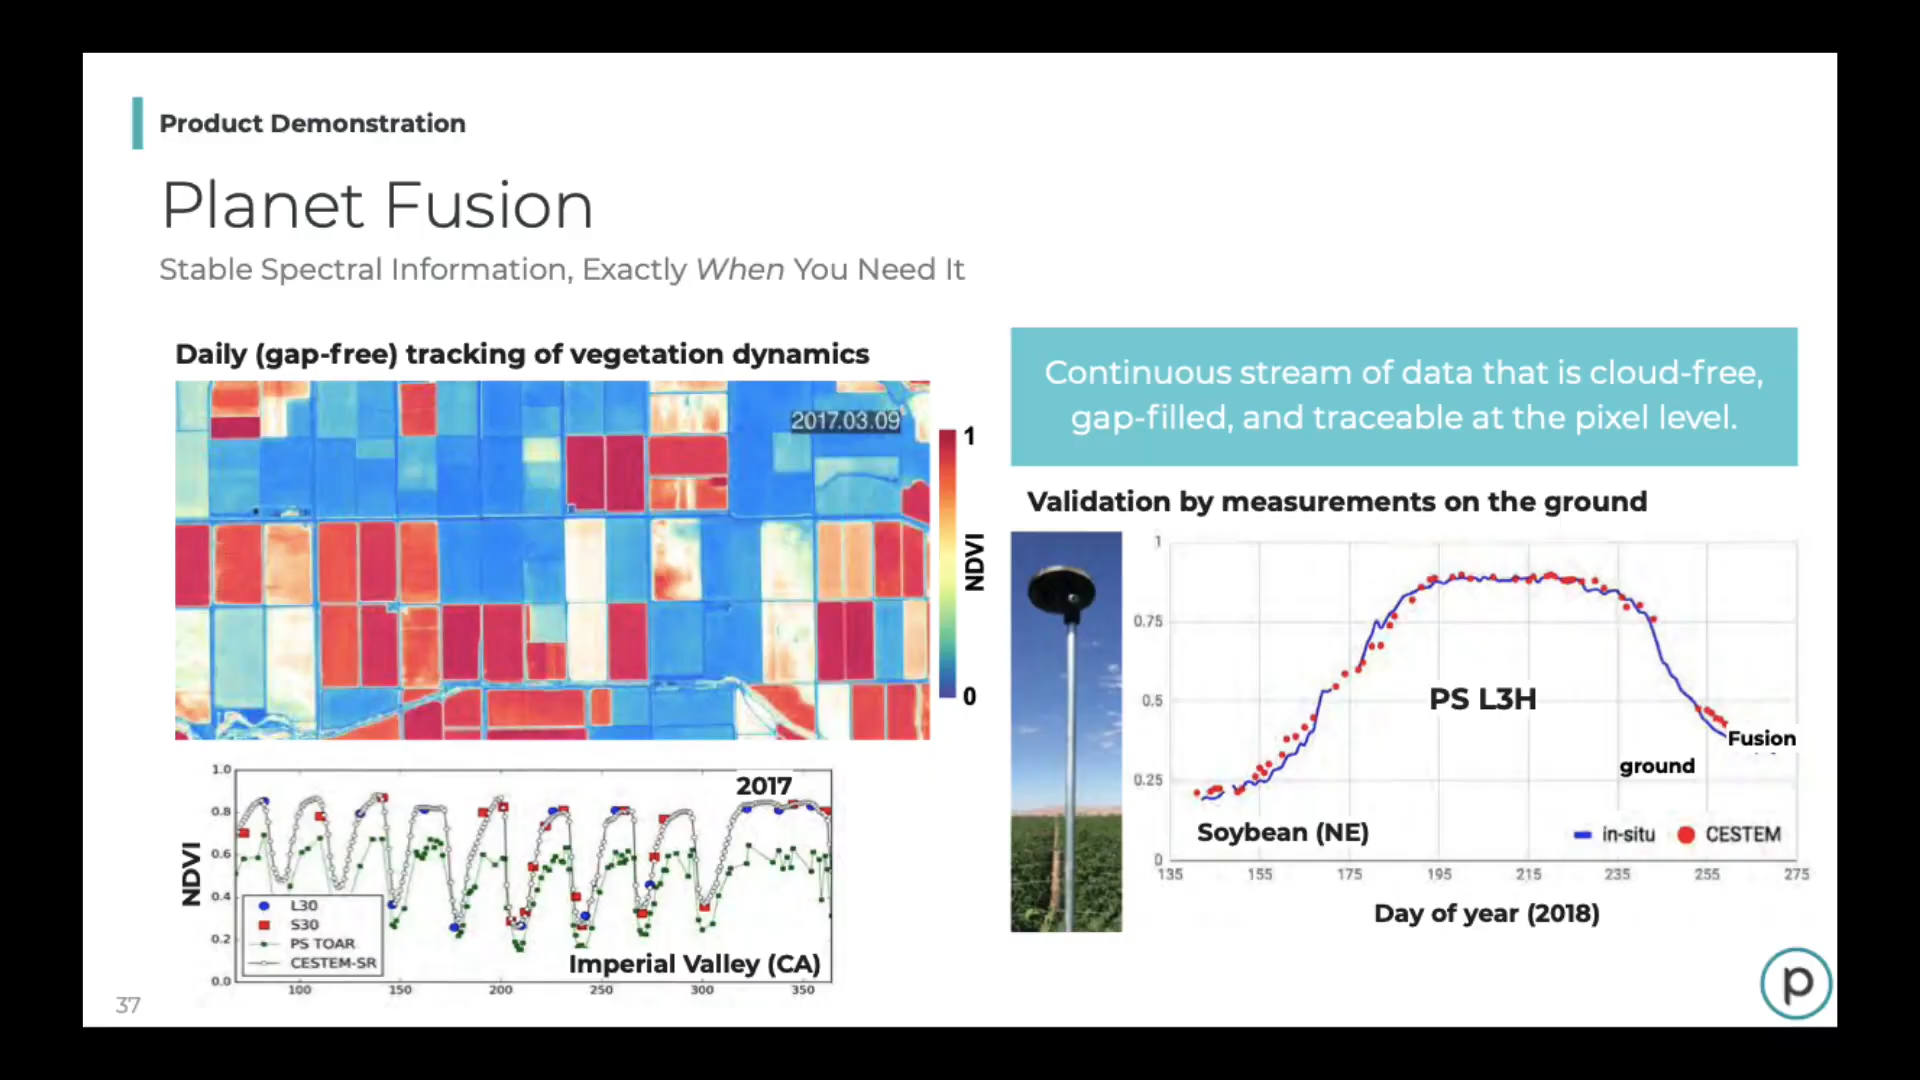 Product Demonstration
Planet Fusion
Stable Spectral Information, Exactly When You Need It
Daily (gap-free) tracking of vegetation dynamics
2017.03.09
1
NDVI
0
Continuous stream of data that is cloud-free,
gap-filled, and traceable at the pixel level.
Validation by measurements on the ground
1
0.75
0.5
0.25
0
PS L3H
Fusion
ground
Soybean (NE)
in-situ
CESTEM
135 155 175 195 215 235 255 275
Day of year (2018)
1.0
0.8
0.6
0.4
0.2
0.0
NDVI
2017
L30
S30
PS TOAR
CESTEM-SR
Imperial Valley (CA)
100 150 200 250 300 350
37
p